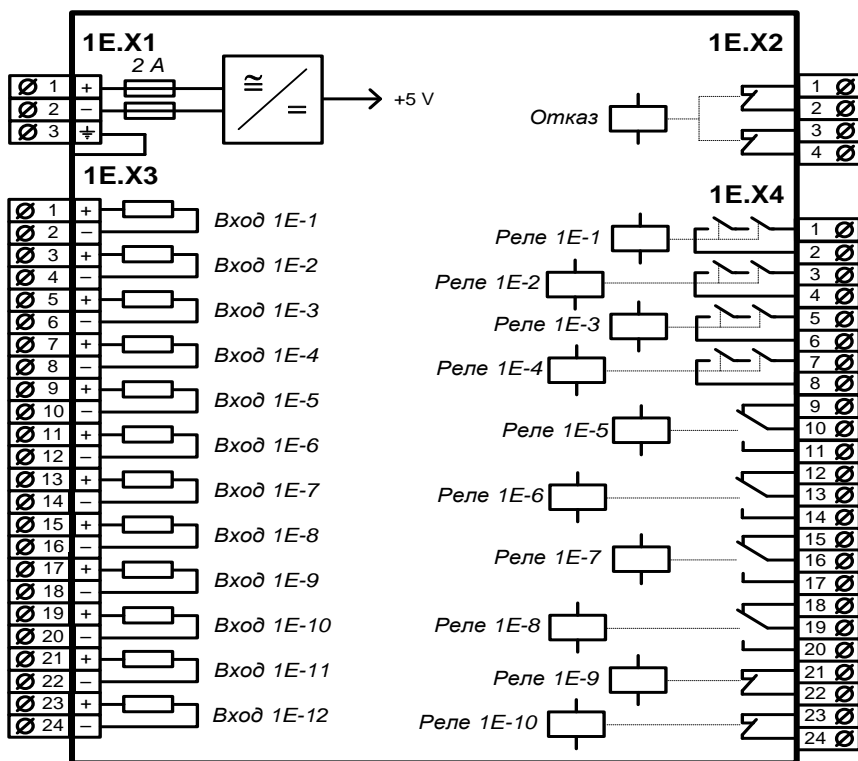 1E.X1
1E.X2
2 A
1 +
2 –
3
≅
=
+5 V
Отказ
1
2
3
4
1E.X3
1 +
2 –
Вход 1E-1
3 +
4 –
Вход 1E-2
5 +
6 –
Вход 1E-3
7 +
8 –
Вход 1E-4
9 +
10 –
Вход 1E-5
11 +
12 –
Вход 1E-6
13 +
14 –
Вход 1E-7
15 +
16 –
Вход 1E-8
17 +
18 –
Вход 1E-9
19 +
20 –
Вход 1E-10
21 +
22 –
Вход 1E-11
23 +
24 –
Вход 1E-12
1E.X4
Реле 1E-1
1
2
Реле 1E-2
3
4
Реле 1E-3
5
6
Реле 1E-4
7
8
Реле 1E-5
9
10
11
Реле 1E-6
12
13
14
Реле 1E-7
15
16
17
Реле 1E-8
18
19
20
Реле 1E-9
21
22
Реле 1E-10
23
24